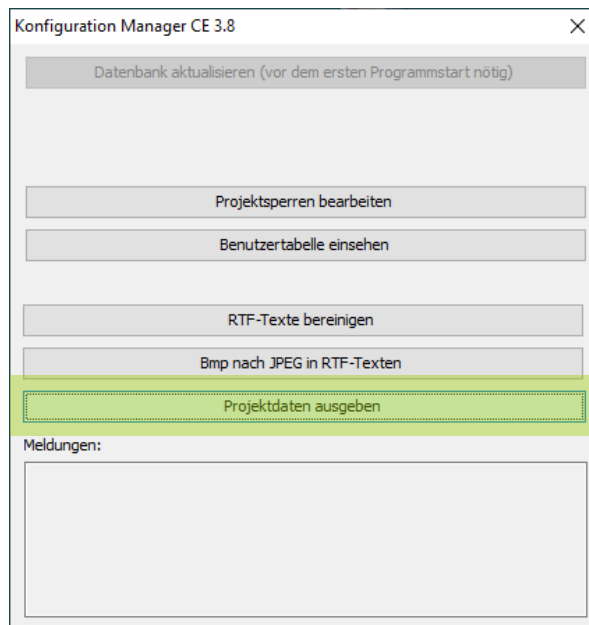 Konfiguration Manager CE 3.8
Datenbank aktualisieren (vor dem ersten Programmstart nötig)
Projektsperren bearbeiten
Benutzertabelle einsehen
RTF-Texte bereinigen
Bmp nach JPEG in RTF-Texten
Projektdaten ausgeben
Meldungen: